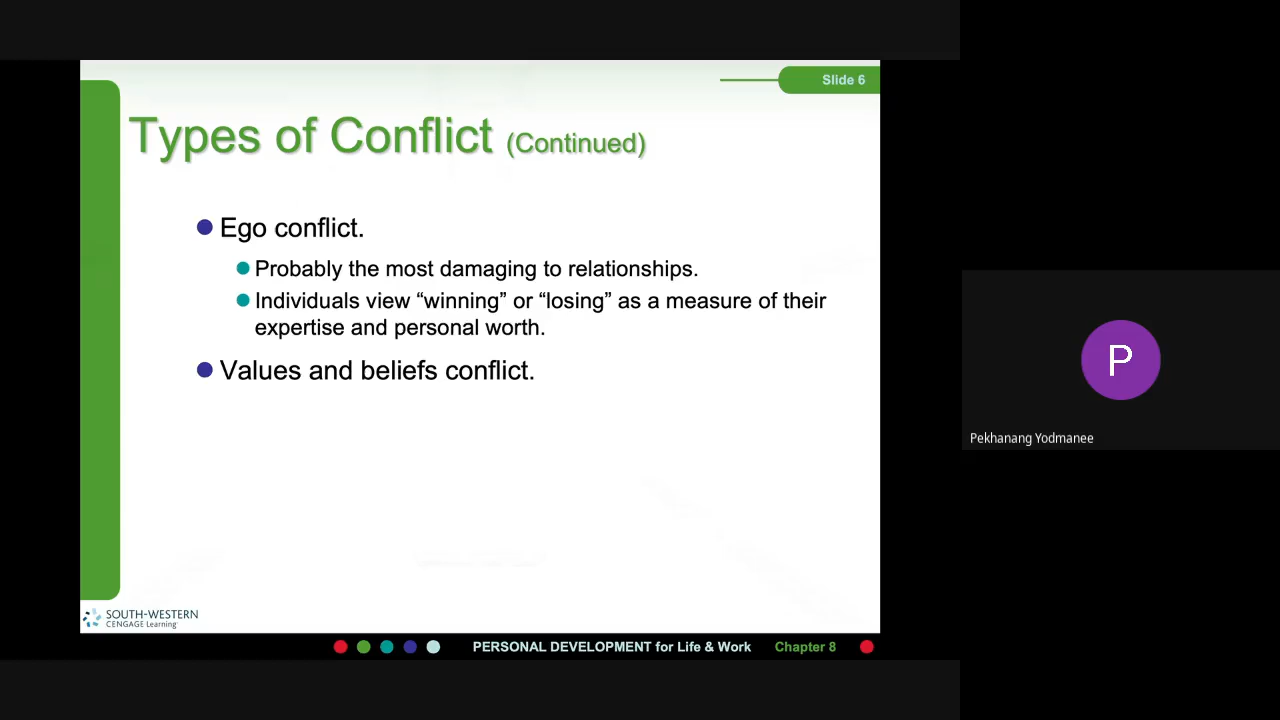 Slide 6
Types of Conflict (Continued)
Ego conflict.
Probably the most damaging to relationships.
Individuals view “winning” or “losing” as a measure of their
expertise and personal worth.
Values and beliefs conflict.
SOUTH-WESTERN
CENGAGE Learning
PERSONAL DEVELOPMENT for Life & Work Chapter 8
P
Pekhanang Yodmanee